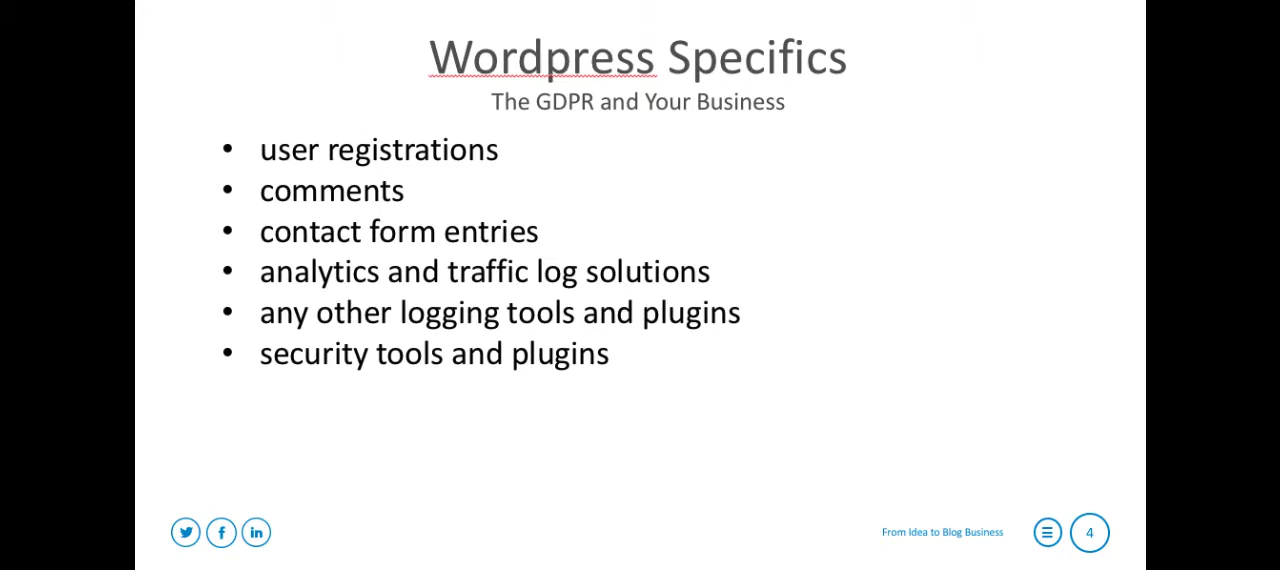 Wordpress Specifics
The GDPR and Your Business
• user registrations
• comments
• contact form entries
• analytics and traffic log solutions
• any other logging tools and plugins
• security tools and plugins
From Idea to Blog Business
4